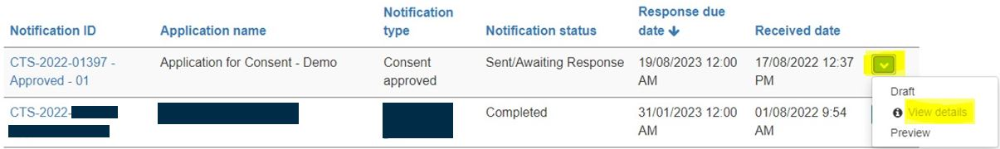 Notification ID Application name Notification type Notification status Response due date ↓ Received date
CTS-2022-01397 - Application for Consent - Demo Consent Sent/Awaiting Response 19/08/2023 12:00 17/08/2022 12:37
Approved - 01 approved AM PM
Draft
CTS-2022- Completed 31/01/2023 12:00 01/08/2022 9:54
View details
AM AM
Preview